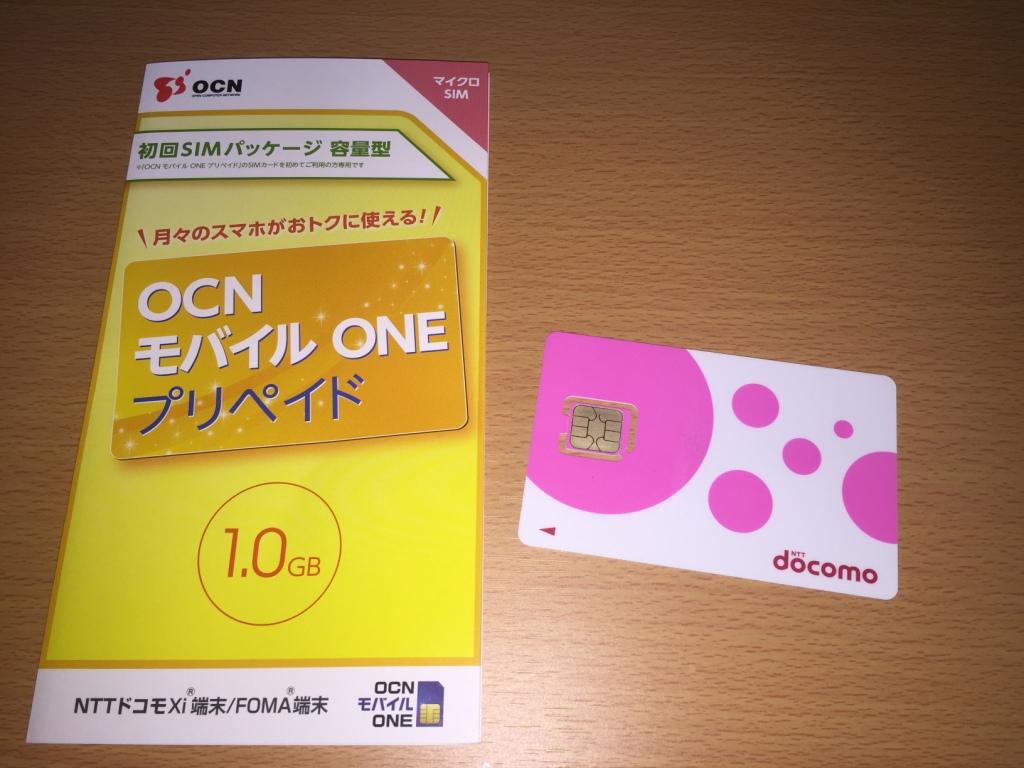 OCN
OPEN COMPUTER NETWORK
マイクロ
SIM
初回SIMパッケージ 容量型
※「OCN モバイル ONE プリペイド」のSIMカードを初めてご利用の方専用です
月々のスマホがおトクに使える!
OCN
モバイル ONE
プリペイド
1.0GB
NTTドコモXi®端末/FOMA®端末
OCN
モバイル
ONE
NTT
docomo